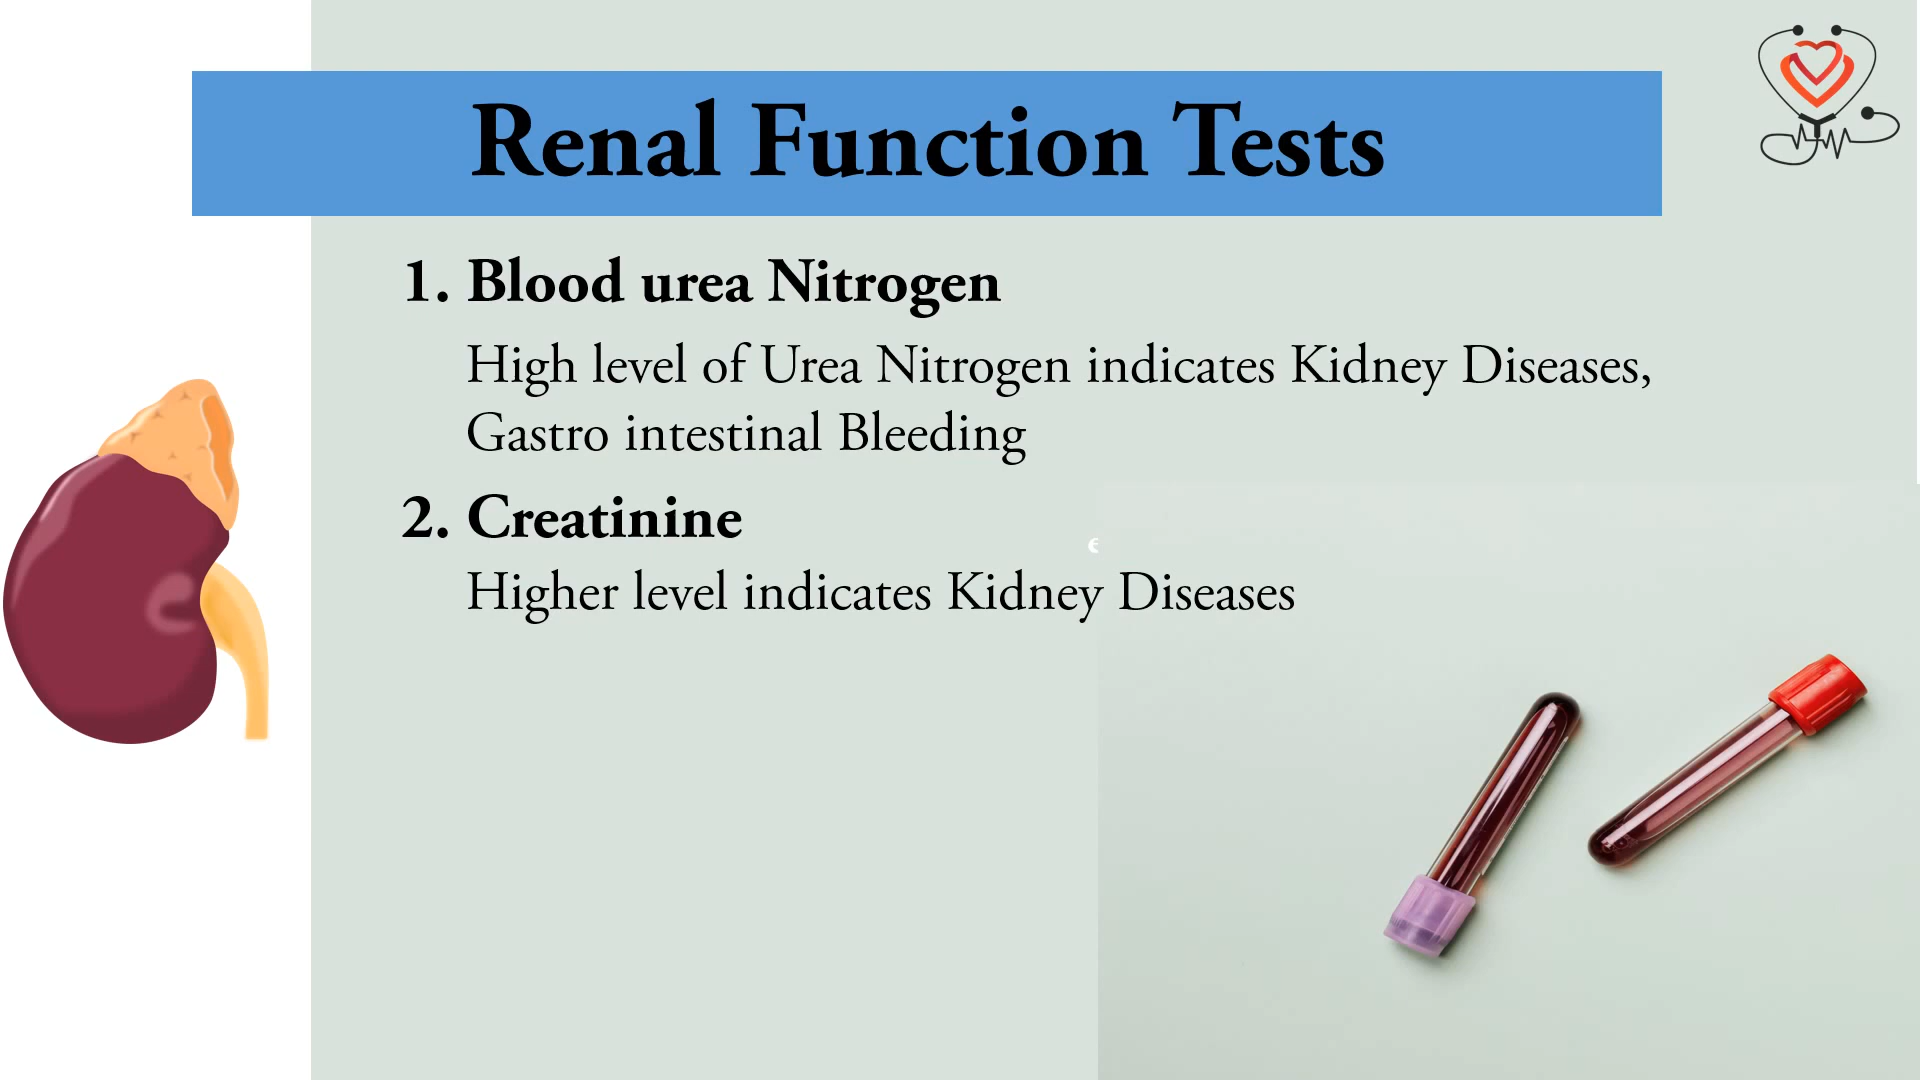 Renal Function Tests
1. Blood urea Nitrogen
High level of Urea Nitrogen indicates Kidney Diseases,
Gastro intestinal Bleeding
2. Creatinine
Higher level indicates Kidney Diseases